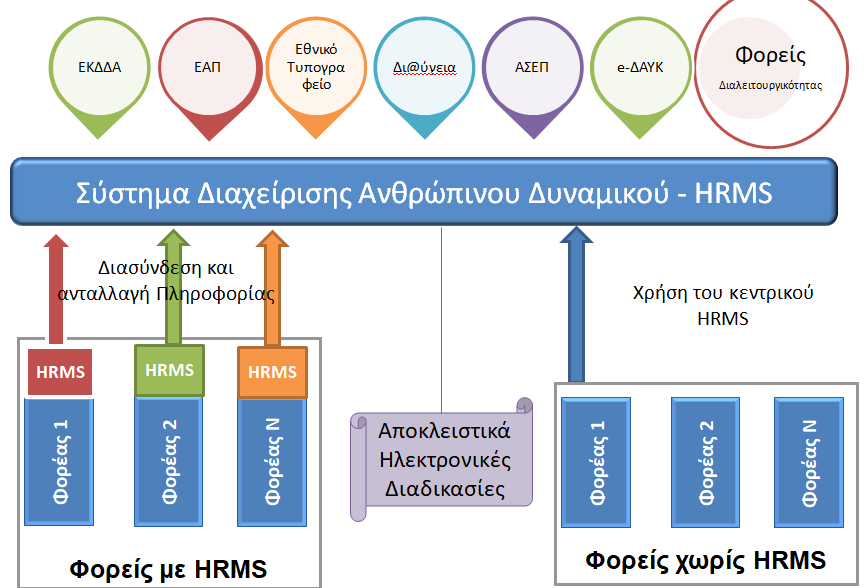 ΕΚΔΔΑ
ΕΑΠ
Εθνικό
Τυπογρα
φείο
Δι@ύγεια
ΑΣΕΠ
e-ΔΑΥΚ
Φορείς
Διαλειτουργικότητας
Σύστημα Διαχείρισης Ανθρώπινου Δυναμικού - HRMS
Διασύνδεση και
ανταλλαγή Πληροφορίας
Χρήση του κεντρικού
HRMS
HRMS
HRMS
HRMS
Φορέας 1
Φορέας 2
Φορέας Ν
Φορείς με HRMS
Αποκλειστικά
Ηλεκτρονικές
Διαδικασίες
Φορέας 1
Φορέας 2
Φορέας Ν
Φορείς χωρίς HRMS